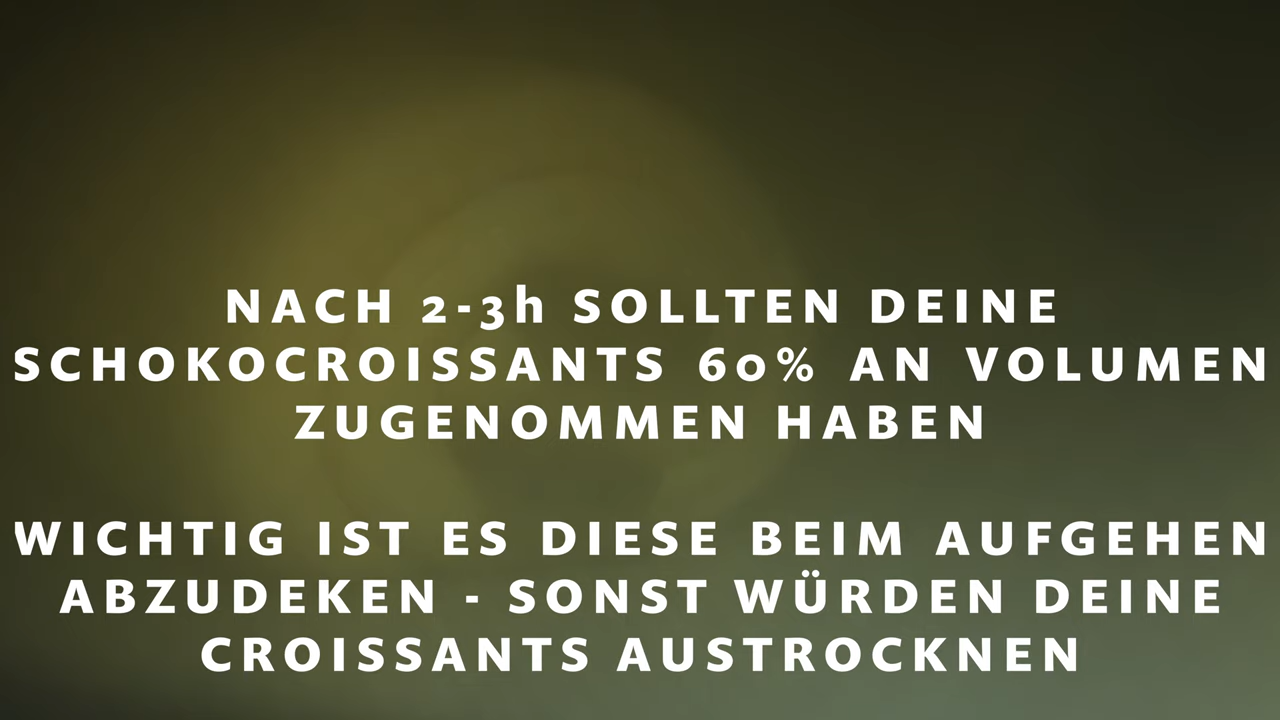 NACH 2-3h SOLLTEN DEINE
SCHOKOCROISSANTS 60% AN VOLUMEN
ZUGENOMMEN HABEN
WICHTIG IST ES DIESE BEIM AUFGEHEN
ABZUDEKEN - SONST WÜRDEN DEINE
CROISSANTS AUSTROCKNEN